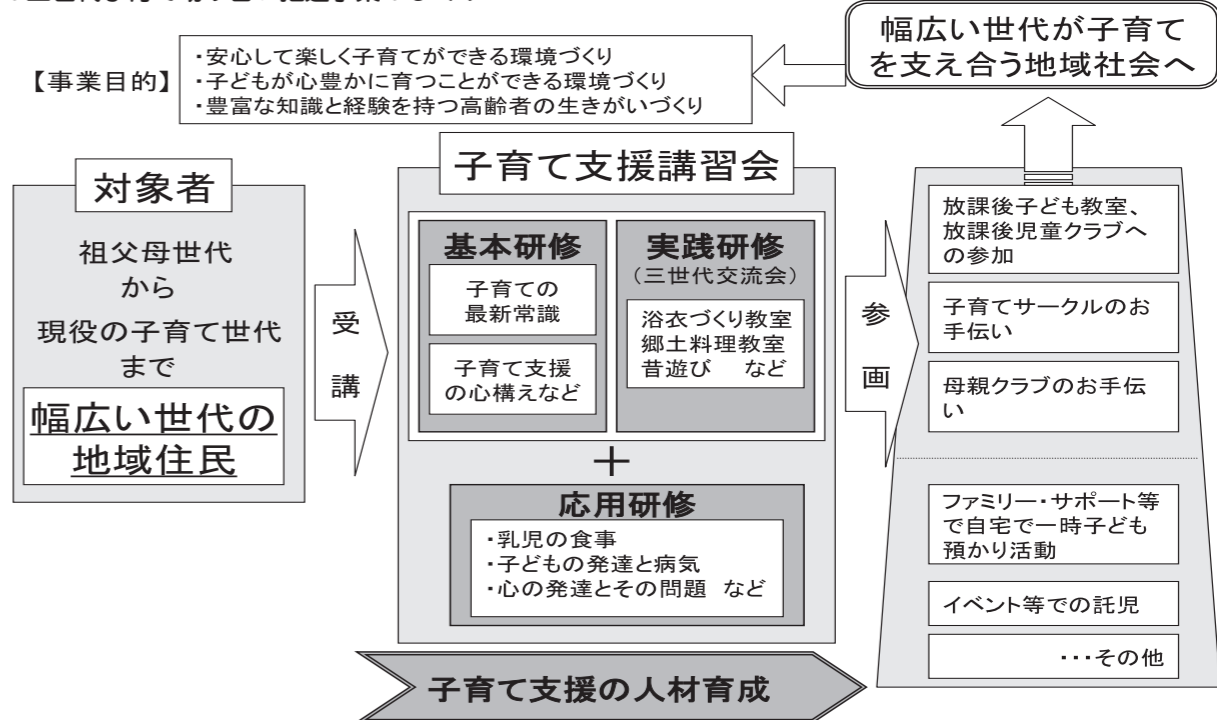 幅広い世代が子育て
を支え合う地域社会へ
【事業目的】
・安心して楽しく子育てができる環境づくり
・子どもが心豊かに育つことができる環境づくり
・豊富な知識と経験を持つ高齢者の生きがいづくり
対象者
祖父母世代
から
現役の子育て世代
まで
幅広い世代の
地域住民
受
講
子育て支援講習会
基本研修
子育ての
最新常識
子育て支援
の心構えなど
実践研修
(三世代交流会)
浴衣づくり教室
郷土料理教室
昔遊び など
＋
応用研修
・乳児の食事
・子どもの発達と病気
・心の発達とその問題 など
子育て支援の人材育成
参
画
放課後子ども教室、
放課後児童クラブへ
の参加
子育てサークルのお
手伝い
母親クラブのお手伝
い
ファミリー・サポート等
で自宅で一時子ども
預かり活動
イベント等での託児
・・・その他